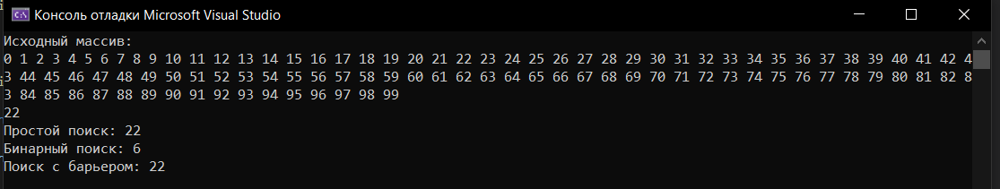 Консоль отладки Microsoft Visual Studio
Исходный массив:
0 1 2 3 4 5 6 7 8 9 10 11 12 13 14 15 16 17 18 19 20 21 22 23 24 25 26 27 28 29 30 31 32 33 34 35 36 37 38 39 40 41 42 4
3 44 45 46 47 48 49 50 51 52 53 54 55 56 57 58 59 60 61 62 63 64 65 66 67 68 69 70 71 72 73 74 75 76 77 78 79 80 81 82 8
3 84 85 86 87 88 89 90 91 92 93 94 95 96 97 98 99
22
Простой поиск: 22
Бинарный поиск: 6
Поиск с барьером: 22